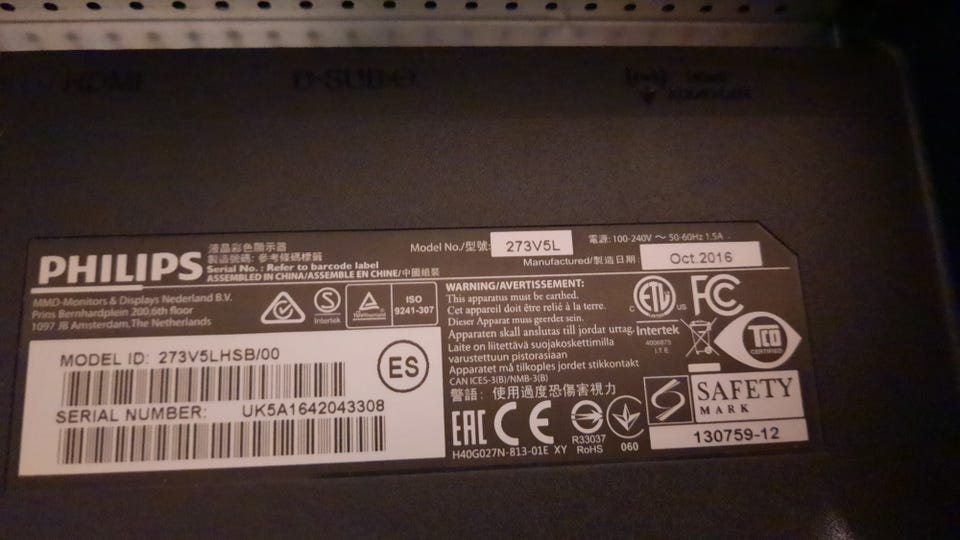 HDMI
D-SUB
PHILIPS
液晶彩色顯示器
製造號碼: 參考條碼標籤
Serial No. : Refer to barcode label
ASSEMBLED IN CHINA/ASSEMBLE EN CHINE/中國組裝
Model No./型號: 273V5L
電源: 100-240V ~ 50-60Hz 1.5A
Manufactured/製造日期: Oct.2016
MMD-Monitors & Displays Nederland B.V.
Prins Bernhardplein 200,6th floor
1097 JB Amsterdam,The Netherlands
S
Intertek
TÜVRheinland
ISO
9241-307
MODEL ID: 273V5LHSB/00
SERIAL NUMBER: UK5A1642043308
ES
WARNING/AVERTISSEMENT:
This apparatus must be earthed.
Cet appareil doit être relié à la terre.
Dieser Apparat muss geerdet sein.
Apparaten skall anslutas till jordat uttag.
Laite on liitettävä suojakoskettimilla
varustettuun pistorasiaan
Apparatet må tilkoples jordet stikkontakt
CAN ICES-3(B)/NMB-3(B)
警語: 使用過度恐傷害視力
ETL
US
Intertek
4006875
I.T.E.
FC
TCO
CERTIFIED
EAC CE
R33037
RoHS
060
H40G027N-813-01E XY
SAFETY
MARK
130759-12